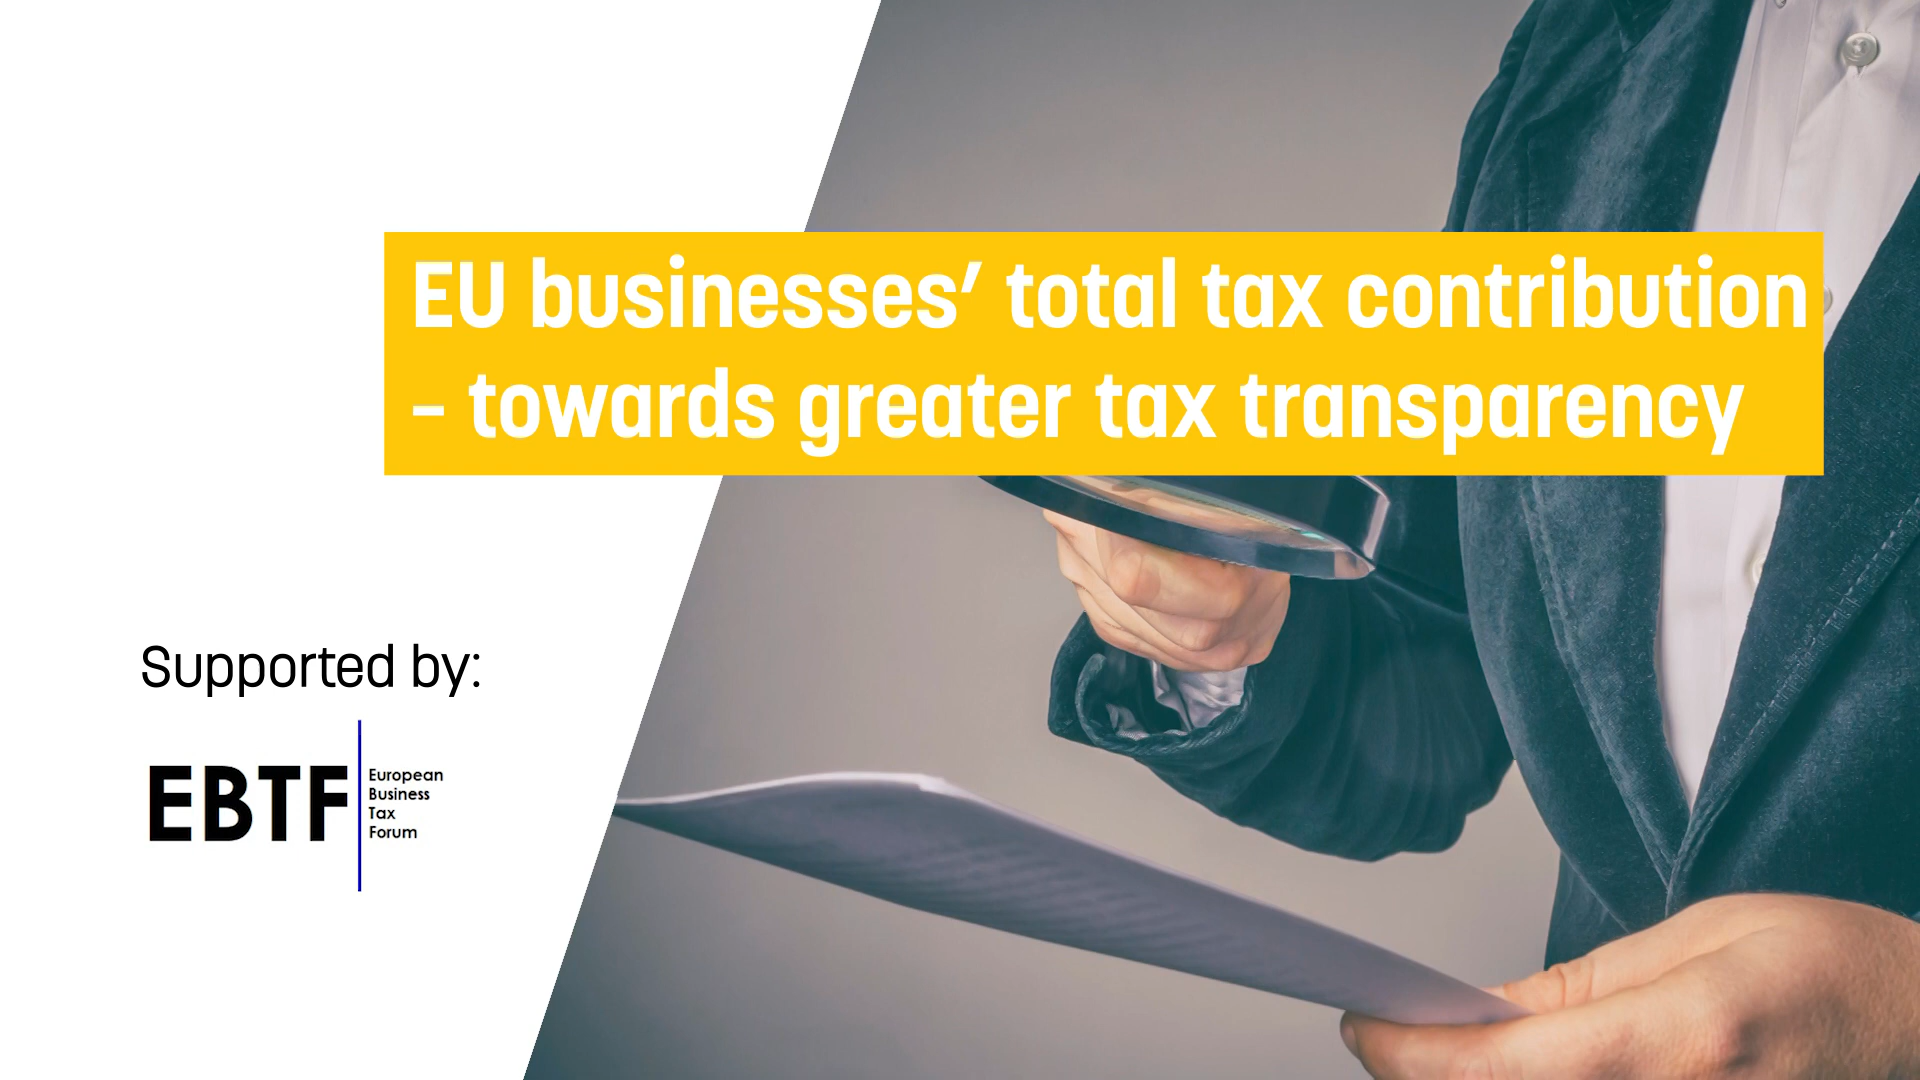 EU businesses’ total tax contribution
– towards greater tax transparency
Supported by:
EBTF
European
Business
Tax
Forum